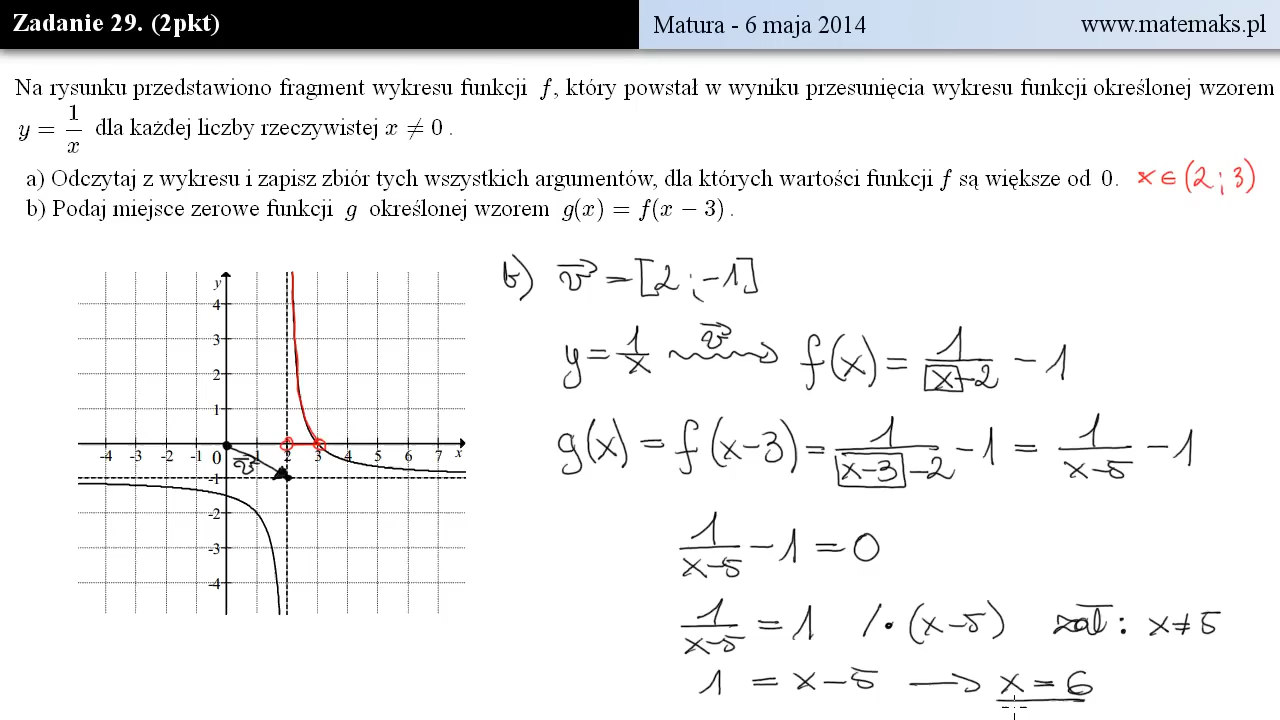 Zadanie 29. (2pkt)
Matura - 6 maja 2014
www.matemaks.pl
Na rysunku przedstawiono fragment wykresu funkcji f, który powstał w wyniku przesunięcia wykresu funkcji określonej wzorem
y = 1/x dla każdej liczby rzeczywistej x ≠ 0.
a) Odczytaj z wykresu i zapisz zbiór tych wszystkich argumentów, dla których wartości funkcji f są większe od 0. x ∈ (2 ; 3)
b) Podaj miejsce zerowe funkcji g określonej wzorem g(x) = f(x − 3).
y
4
3
2
1
-4 -3 -2 -1 0 1 2 3 4 5 6 7 x
v⃗
-1
-2
-3
-4
b) v⃗ = [2 ; -1]
y = 1/x v⃗ → f(x) = 1/(x-2) - 1
g(x) = f(x-3) = 1/(x-3-2) - 1 = 1/(x-5) - 1
1/(x-5) - 1 = 0
1/(x-5) = 1 /·(x-5) zał: x ≠ 5
1 = x - 5 → x = 6